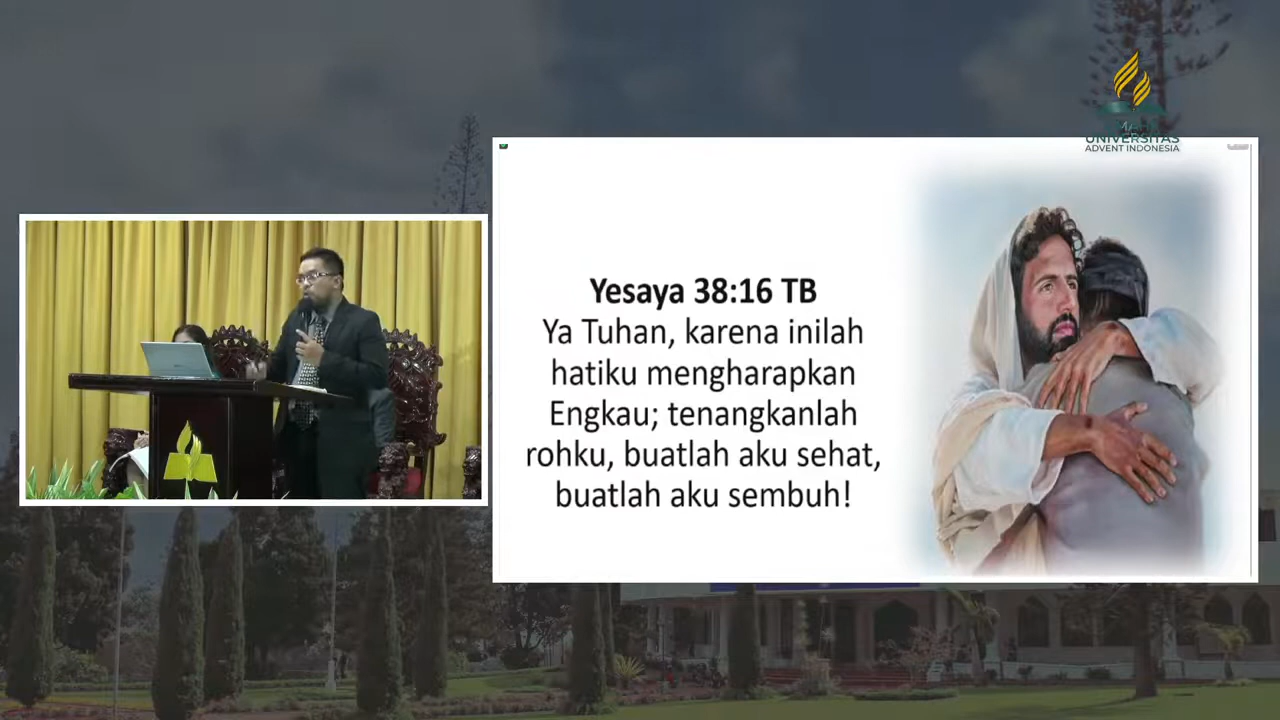 UNIVERSITAS
ADVENT INDONESIA
Yesaya 38:16 TB
Ya Tuhan, karena inilah
hatiku mengharapkan
Engkau; tenangkanlah
rohku, buatlah aku sehat,
buatlah aku sembuh!